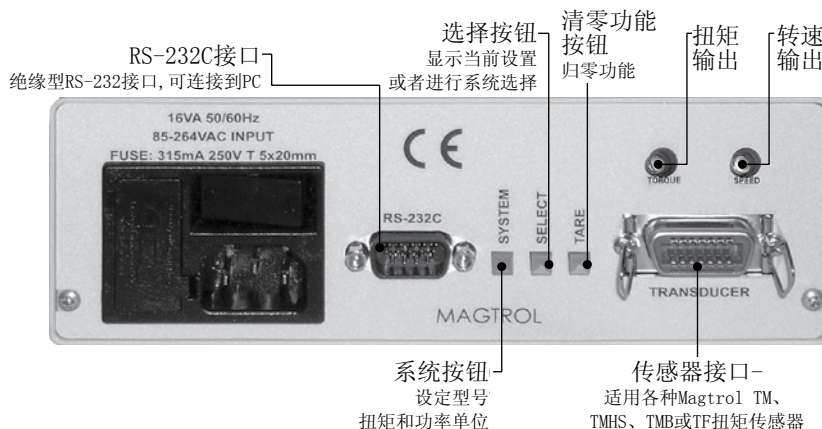 RS-232C接口
绝缘型RS-232接口,可连接到PC
选择按钮
显示当前设置
或者进行系统选择
清零功能
按钮
归零功能
扭矩
输出
转速
输出
16VA 50/60Hz
85-264VAC INPUT
FUSE: 315mA 250V T 5x20mm
CE
RS-232C
SYSTEM
SELECT
TARE
TORQUE
SPEED
TRANSDUCER
MAGTROL
系统按钮
设定型号
扭矩和功率单位
传感器接口-
适用各种Magtrol TM、
TMHS、TMB或TF扭矩传感器